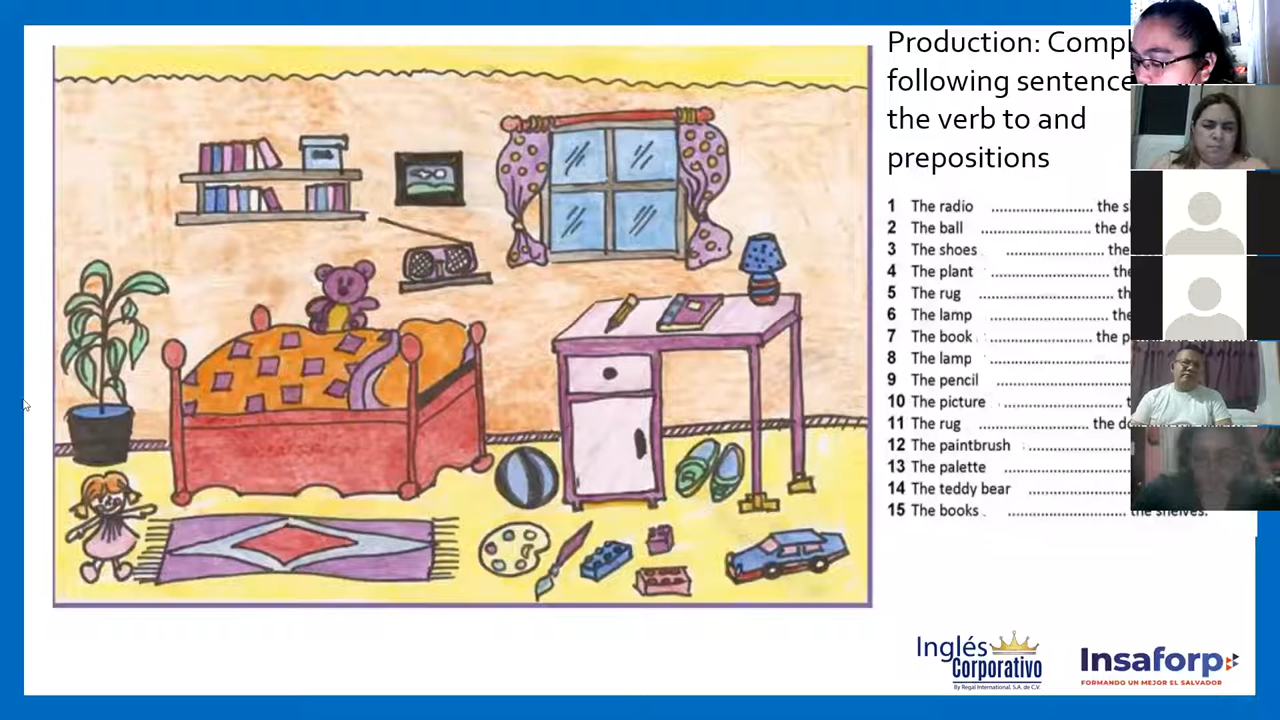 Production: Comp
following sentence
the verb to and
prepositions
1 The radio ........................... the s
2 The ball ............................. the d
3 The shoes .......................... the
4 The plant ................................ the
5 The rug .................................... th
6 The lamp ............................... the
7 The book ............................... the p
8 The lamp .....................................
9 The pencil ..................................
10 The picture ...............................
11 The rug ................................. the do
12 The paintbrush ...........................
13 The palette .................................
14 The teddy bear ...........................
15 The books ............................... the shelves.
Inglés
Corporativo
By Regal International, S.A. de C.V.
Insaforp
FORMANDO UN MEJOR EL SALVADOR